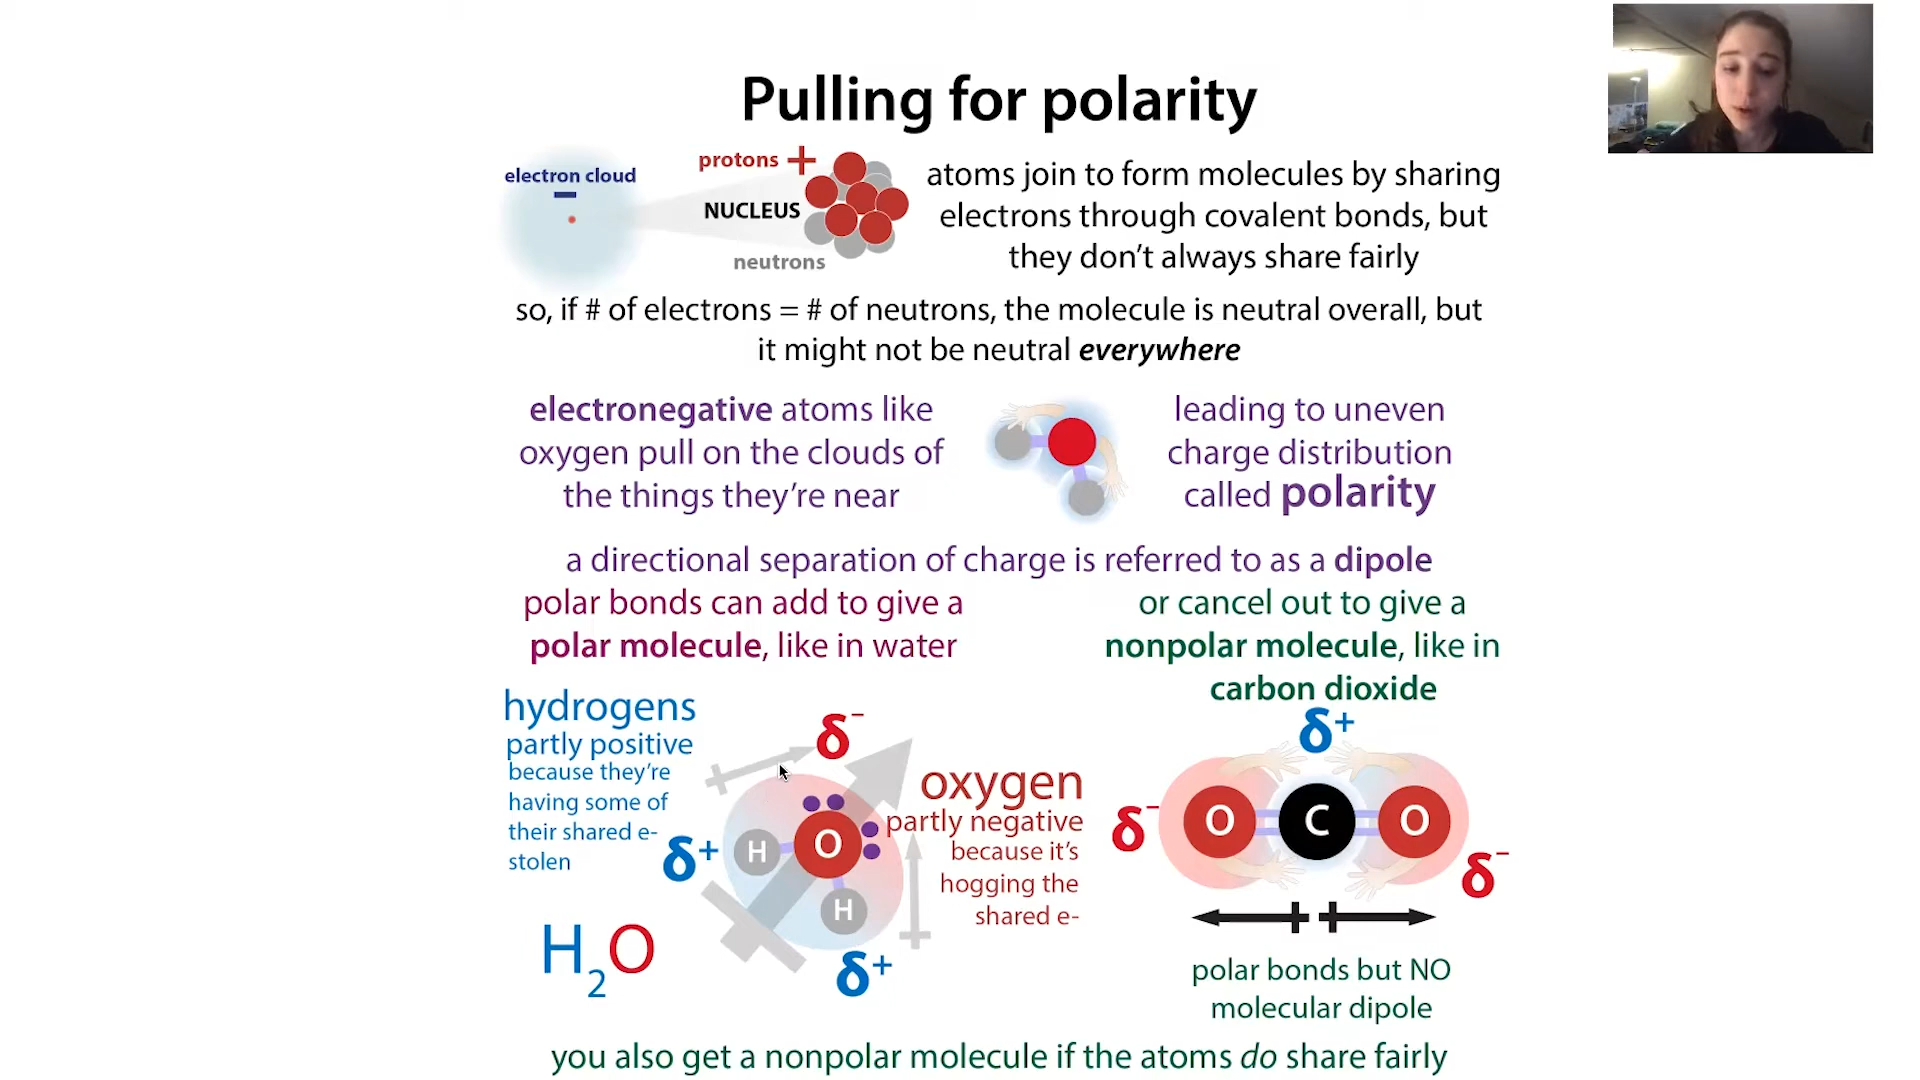 Pulling for polarity
electron cloud
protons +
NUCLEUS
neutrons
atoms join to form molecules by sharing
electrons through covalent bonds, but
they don't always share fairly
so, if # of electrons = # of neutrons, the molecule is neutral overall, but
it might not be neutral everywhere
electronegative atoms like
oxygen pull on the clouds of
the things they're near
leading to uneven
charge distribution
called polarity
a directional separation of charge is referred to as a dipole
polar bonds can add to give a
polar molecule, like in water
or cancel out to give a
nonpolar molecule, like in
carbon dioxide
hydrogens
partly positive
because they're
having some of
their shared e-
stolen
δ⁻
δ⁺
H
O
H
δ⁺
H₂O
oxygen
partly negative
because it's
hogging the
shared e-
δ⁺
δ⁻
O
C
O
δ⁻
polar bonds but NO
molecular dipole
you also get a nonpolar molecule if the atoms do share fairly